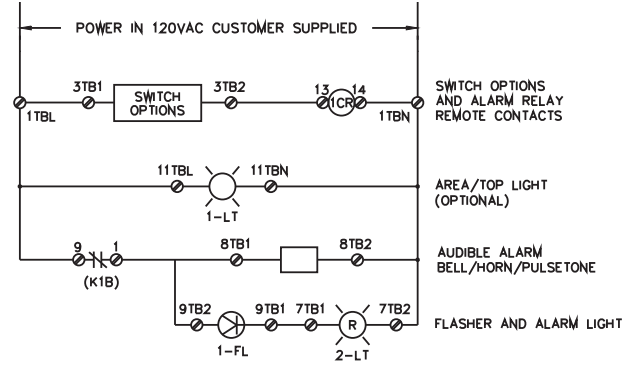 POWER IN 120VAC CUSTOMER SUPPLIED
3TB1
SWITCH
OPTIONS
3TB2
13
1CR
14
1TBL
1TBN
SWITCH OPTIONS
AND ALARM RELAY
REMOTE CONTACTS
11TBL
11TBN
1-LT
AREA/TOP LIGHT
(OPTIONAL)
9
1
(K1B)
8TB1
8TB2
AUDIBLE ALARM
BELL/HORN/PULSETONE
9TB2
9TB1
7TB1
R
7TB2
1-FL
2-LT
FLASHER AND ALARM LIGHT